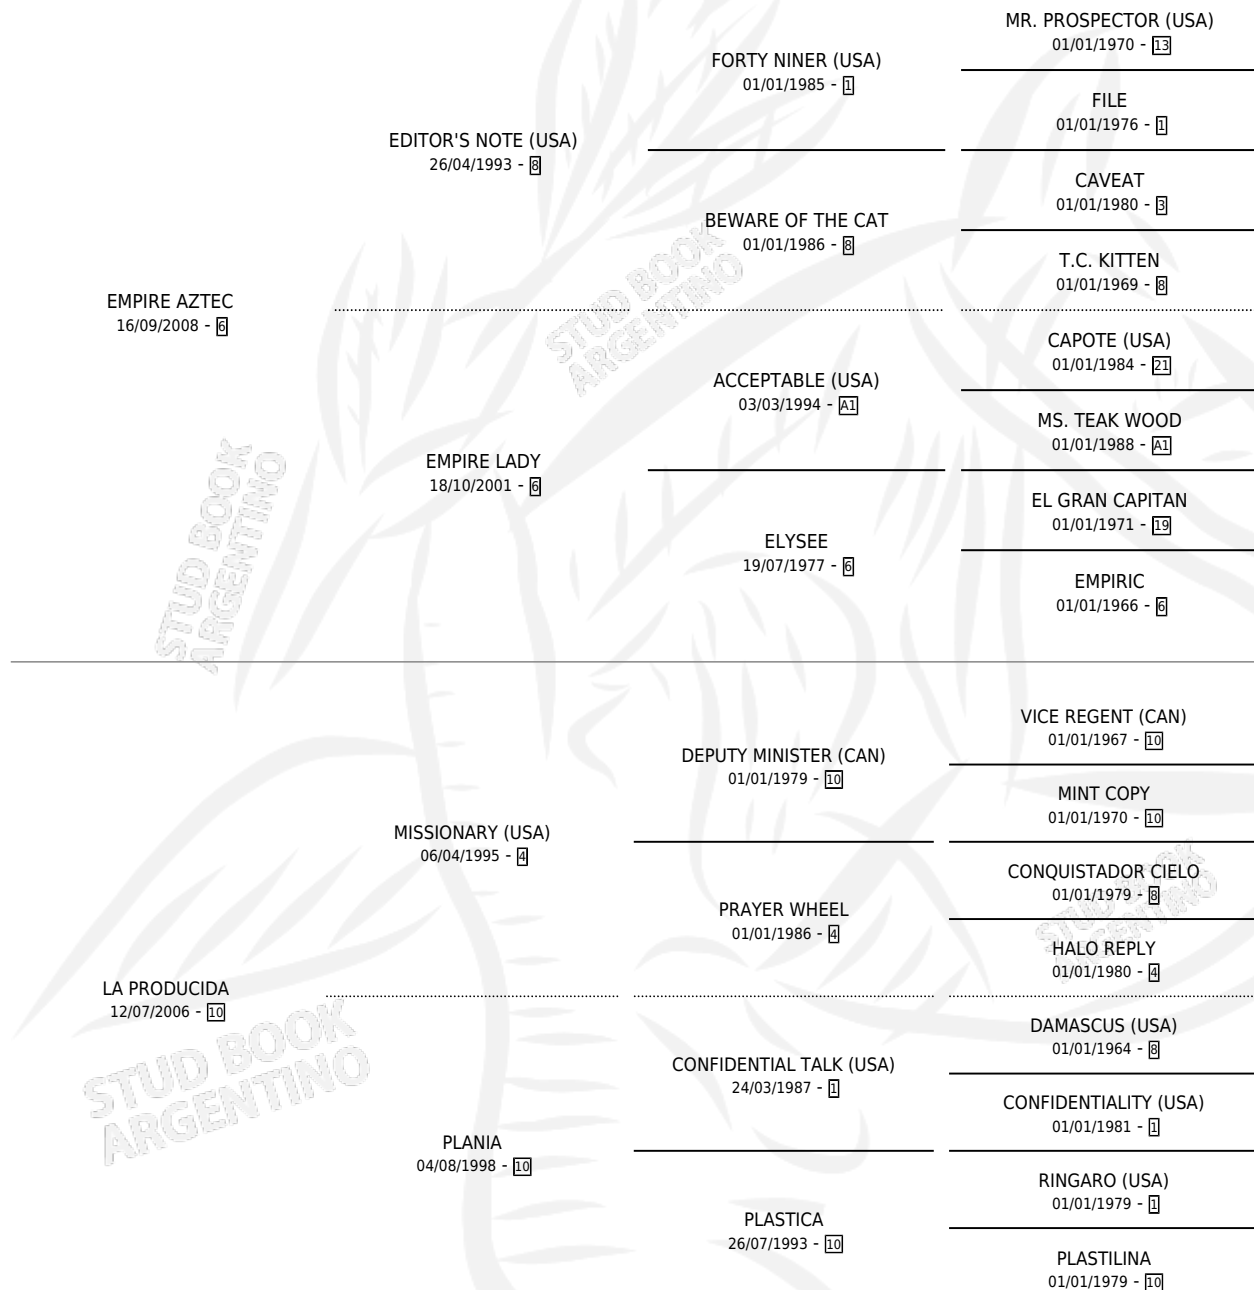 MR. PROSPECTOR (USA)
01/01/1970 - 13
FORTY NINER (USA)
01/01/1985 - 1
FILE
01/01/1976 - 1
EDITOR'S NOTE (USA)
26/04/1993 - 8
CAVEAT
01/01/1980 - 3
BEWARE OF THE CAT
01/01/1986 - 8
T.C. KITTEN
01/01/1969 - 8
EMPIRE AZTEC
16/09/2008 - 6
CAPOTE (USA)
01/01/1984 - 21
ACCEPTABLE (USA)
03/03/1994 - A1
MS. TEAK WOOD
01/01/1988 - A1
EMPIRE LADY
18/10/2001 - 6
EL GRAN CAPITAN
01/01/1971 - 19
ELYSEE
19/07/1977 - 6
EMPIRIC
01/01/1966 - 6
VICE REGENT (CAN)
01/01/1967 - 10
DEPUTY MINISTER (CAN)
01/01/1979 - 10
MINT COPY
01/01/1970 - 10
MISSIONARY (USA)
06/04/1995 - 4
CONQUISTADOR CIELO
01/01/1979 - 8
PRAYER WHEEL
01/01/1986 - 4
HALO REPLY
01/01/1980 - 4
LA PRODUCIDA
12/07/2006 - 10
DAMASCUS (USA)
01/01/1964 - 8
CONFIDENTIAL TALK (USA)
24/03/1987 - 1
CONFIDENTIALITY (USA)
01/01/1981 - 1
PLANIA
04/08/1998 - 10
RINGARO (USA)
01/01/1979 - 1
PLASTICA
26/07/1993 - 10
PLASTILINA
01/01/1979 - 10
STUD BOOK
ARGENTINO
STUD BOOK
ARGENTINO
STUD BOOK
ARGENTINO
STUD BOOK
ARGENTINO